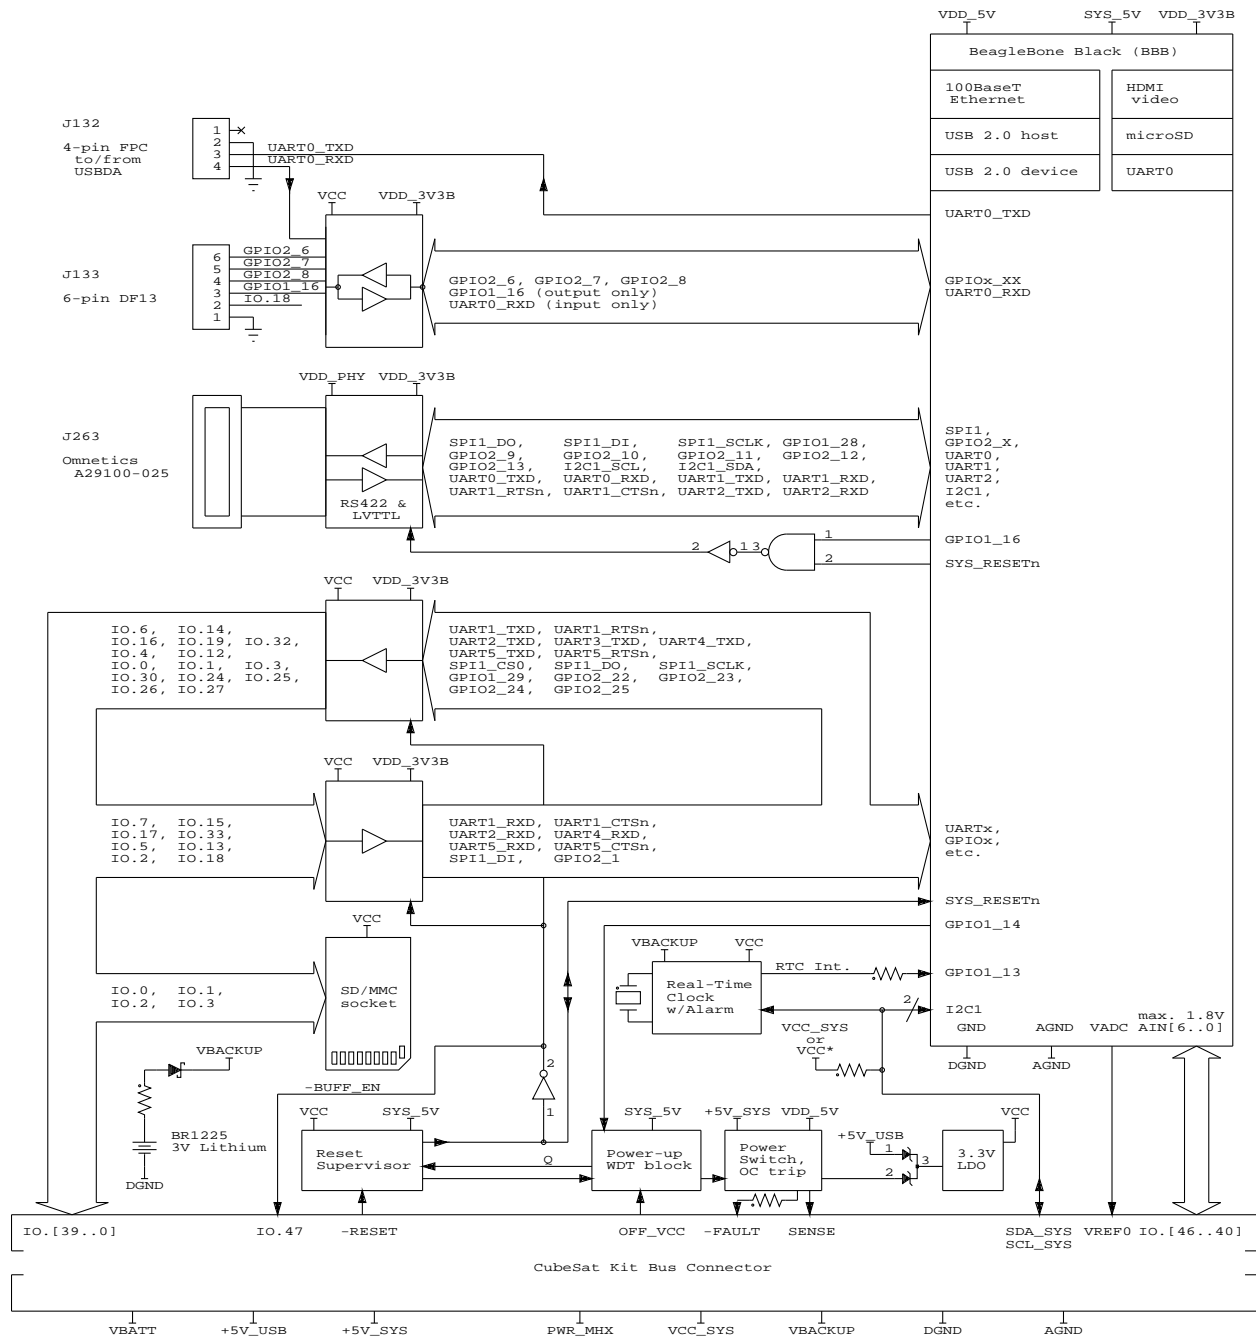 VDD_5V SYS_5V VDD_3V3B
BeagleBone Black (BBB)
100BaseT
Ethernet
HDMI
video
USB 2.0 host
microSD
USB 2.0 device
UART0
J132
4-pin FPC
to/from
USBDA
1
2
3
4
UART0_TXD
UART0_RXD
VCC VDD_3V3B
UART0_TXD
J133
6-pin DF13
6
5
4
3
2
1
GPIO2_6
GPIO2_7
GPIO2_8
GPIO1_16
IO.18
GPIO2_6, GPIO2_7, GPIO2_8
GPIO1_16 (output only)
UART0_RXD (input only)
GPIOx_XX
UART0_RXD
VDD_PHY VDD_3V3B
J263
Omnetics
A29100-025
RS422 &
LVTTL
SPI1_DO, SPI1_DI, SPI1_SCLK, GPIO1_28,
GPIO2_9, GPIO2_10, GPIO2_11, GPIO2_12,
GPIO2_13, I2C1_SCL, I2C1_SDA,
UART0_TXD, UART0_RXD, UART1_TXD, UART1_RXD,
UART1_RTSn, UART1_CTSn, UART2_TXD, UART2_RXD
SPI1,
GPIO2_X,
UART0,
UART1,
UART2,
I2C1,
etc.
2 1 3 1
2
GPIO1_16
SYS_RESETn
VCC VDD_3V3B
IO.6, IO.14,
IO.16, IO.19, IO.32,
IO.4, IO.12,
IO.0, IO.1, IO.3,
IO.30, IO.24, IO.25,
IO.26, IO.27
UART1_TXD, UART1_RTSn,
UART2_TXD, UART3_TXD, UART4_TXD,
UART5_TXD, UART5_RTSn,
SPI1_CS0, SPI1_DO, SPI1_SCLK,
GPIO1_29, GPIO2_22, GPIO2_23,
GPIO2_24, GPIO2_25
VCC VDD_3V3B
IO.7, IO.15,
IO.17, IO.33,
IO.5, IO.13,
IO.2, IO.18
UART1_RXD, UART1_CTSn,
UART2_RXD, UART4_RXD,
UART5_RXD, UART5_CTSn,
SPI1_DI, GPIO2_1
UARTx,
GPIOx,
etc.
SYS_RESETn
GPIO1_14
VCC
SD/MMC
socket
IO.0, IO.1,
IO.2, IO.3
VBACKUP VCC
Real-Time
Clock
w/Alarm
RTC Int.
GPIO1_13
2
I2C1
GND AGND VADC
max. 1.8V
AIN[6..0]
VCC_SYS
or
VCC*
DGND AGND
VBACKUP
BR1225
3V Lithium
DGND
-BUFF_EN
2
1
VCC SYS_5V
Reset
Supervisor
Q
SYS_5V
Power-up
WDT block
+5V_SYS VDD_5V
Power
Switch,
OC trip
+5V_USB
1
2
3
VCC
3.3V
LDO
IO.[39..0] IO.47 -RESET OFF_VCC -FAULT SENSE SDA_SYS VREF0 IO.[46..40]
SCL_SYS
CubeSat Kit Bus Connector
VBATT +5V_USB +5V_SYS PWR_MHX VCC_SYS VBACKUP DGND AGND